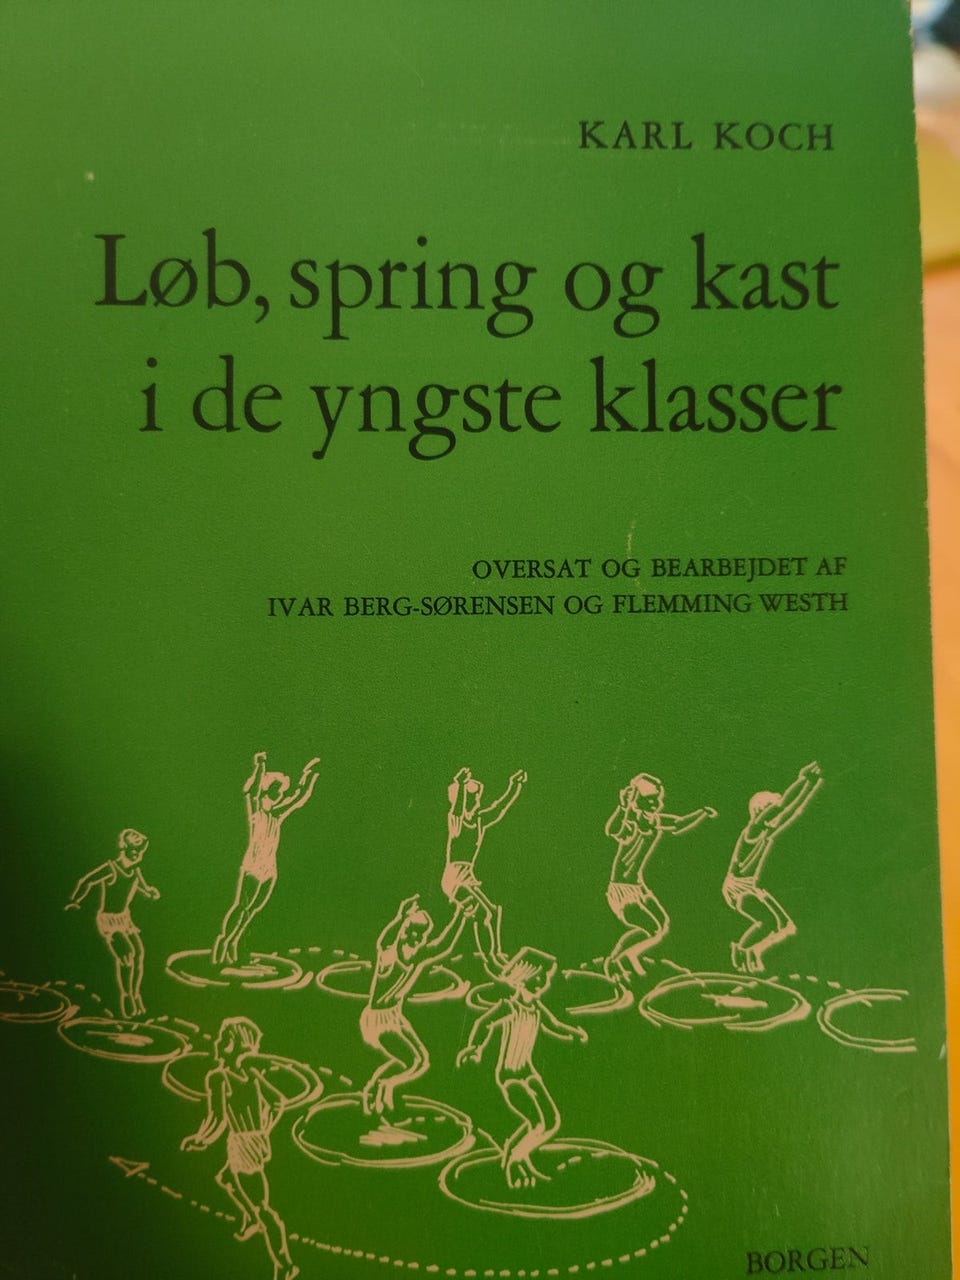 KARL KOCH
Løb, spring og kast
i de yngste klasser
OVERSAT OG BEARBEJDET AF
IVAR BERG-SØRENSEN OG FLEMMING WESTH
BORGEN